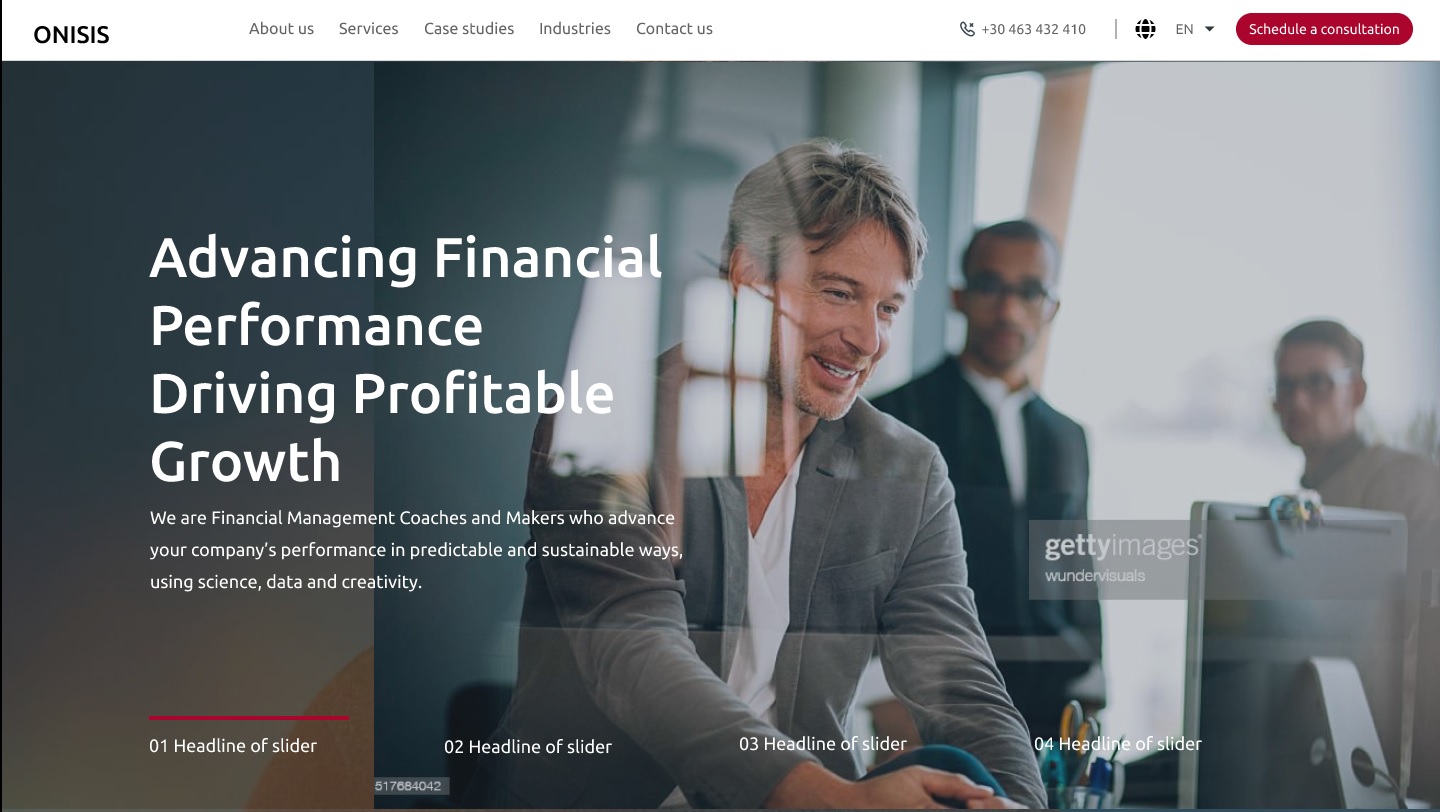 ONISIS
About us
Services
Case studies
Industries
Contact us
+30 463 432 410
EN
Schedule a consultation
Advancing Financial
Performance
Driving Profitable
Growth
We are Financial Management Coaches and Makers who advance
your company’s performance in predictable and sustainable ways,
using science, data and creativity.
gettyimages®
wundervisuals
01 Headline of slider
02 Headline of slider
03 Headline of slider
04 Headline of slider
517684042